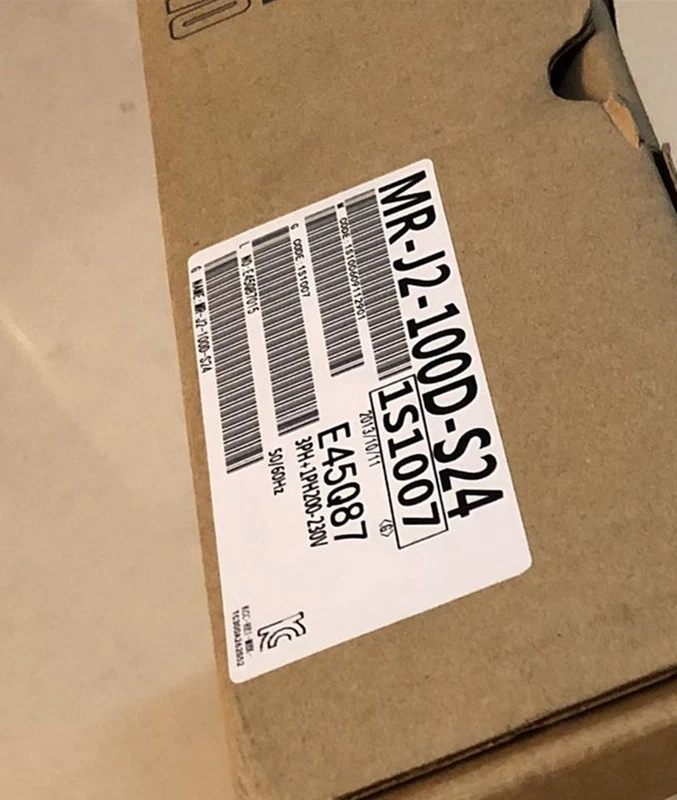 MR-J2-100D-S24
1S1007
2013/10/11
E45Q87
3PH+1PH200-230V
50/60Hz
G CODE:1S1007
G NAME:MR-J2-100D-S24